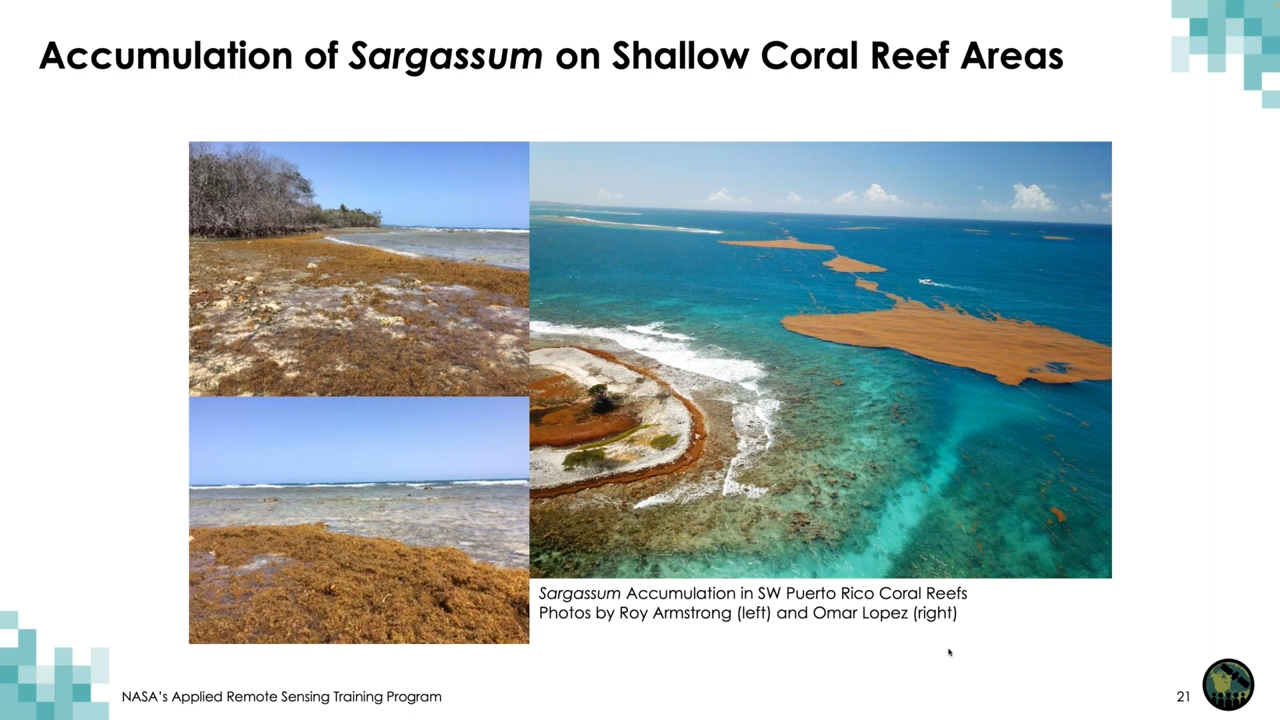 Accumulation of Sargassum on Shallow Coral Reef Areas
Sargassum Accumulation in SW Puerto Rico Coral Reefs
Photos by Roy Armstrong (left) and Omar Lopez (right)
NASA's Applied Remote Sensing Training Program
21